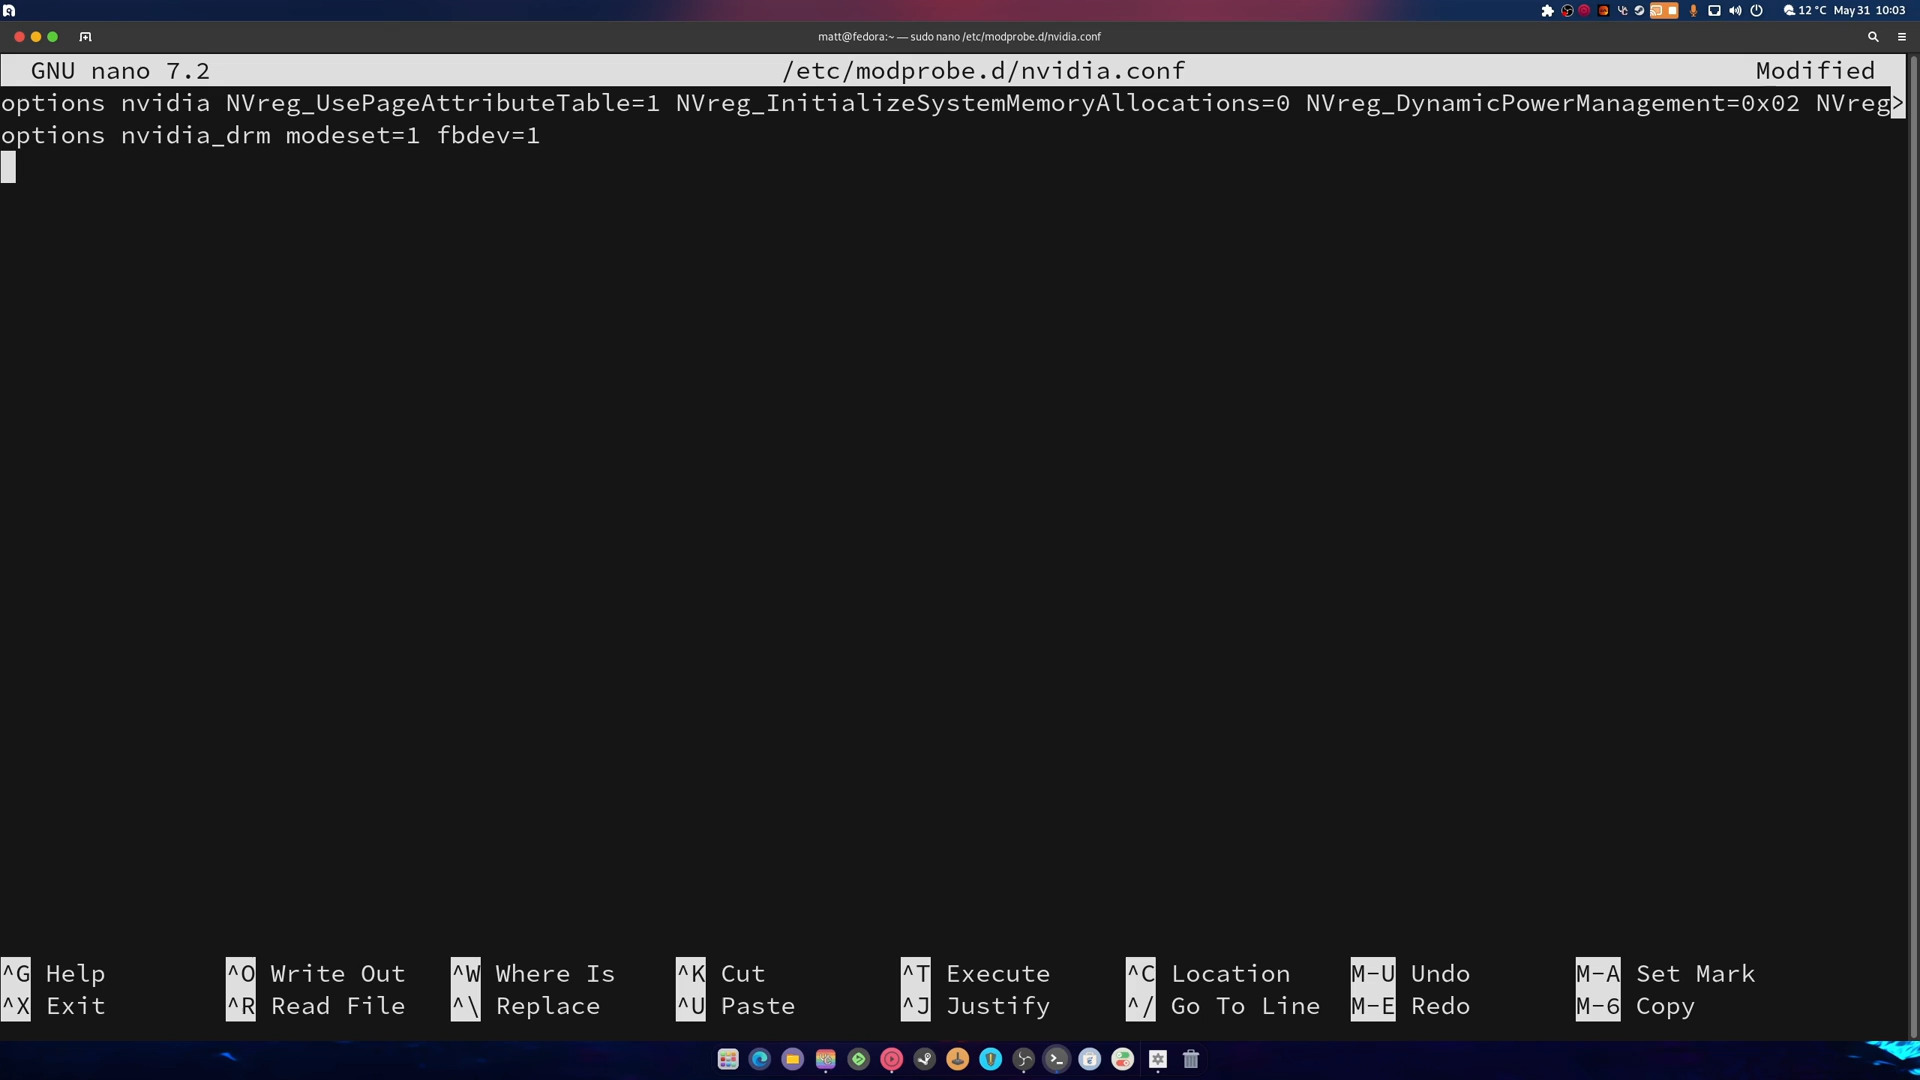 12 °C May 31 10:03
matt@fedora:~ — sudo nano /etc/modprobe.d/nvidia.conf
GNU nano 7.2 /etc/modprobe.d/nvidia.conf Modified
options nvidia NVreg_UsePageAttributeTable=1 NVreg_InitializeSystemMemoryAllocations=0 NVreg_DynamicPowerManagement=0x02 NVreg>
options nvidia_drm modeset=1 fbdev=1
^G Help ^O Write Out ^W Where Is ^K Cut ^T Execute ^C Location M-U Undo M-A Set Mark
^X Exit ^R Read File ^\ Replace ^U Paste ^J Justify ^/ Go To Line M-E Redo M-6 Copy